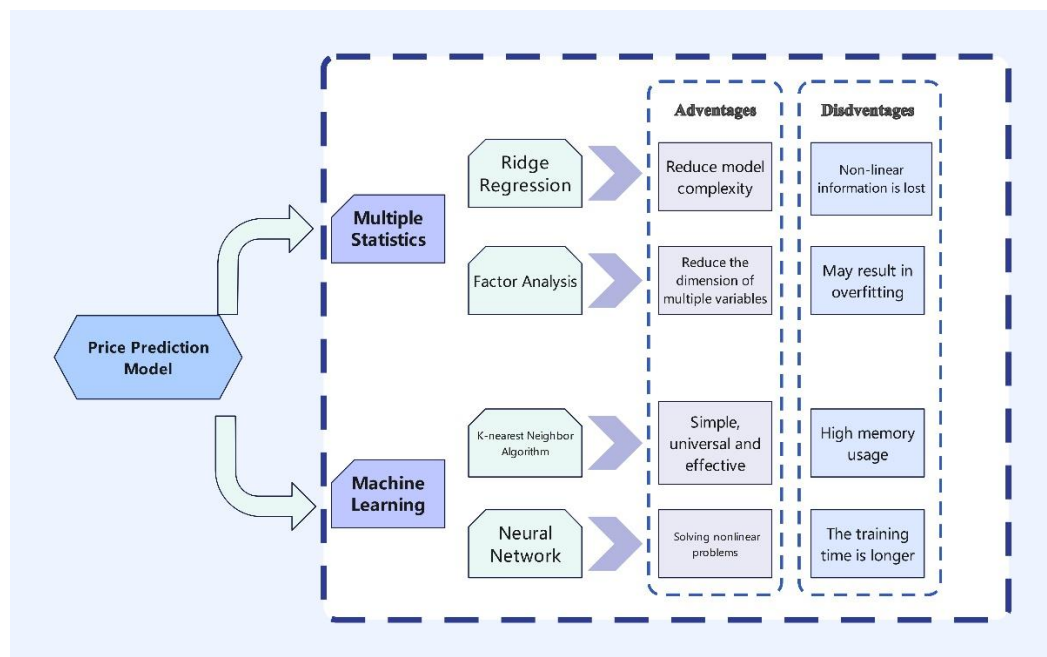 Adventages
Disdventages
Ridge
Regression
Reduce model
complexity
Non-linear
information is lost
Multiple
Statistics
Factor Analysis
Reduce the
dimension of
multiple variables
May result in
overfitting
Price Prediction
Model
K-nearest Neighbor
Algorithm
Simple,
universal and
effective
High memory
usage
Machine
Learning
Neural
Network
Solving nonlinear
problems
The training
time is longer